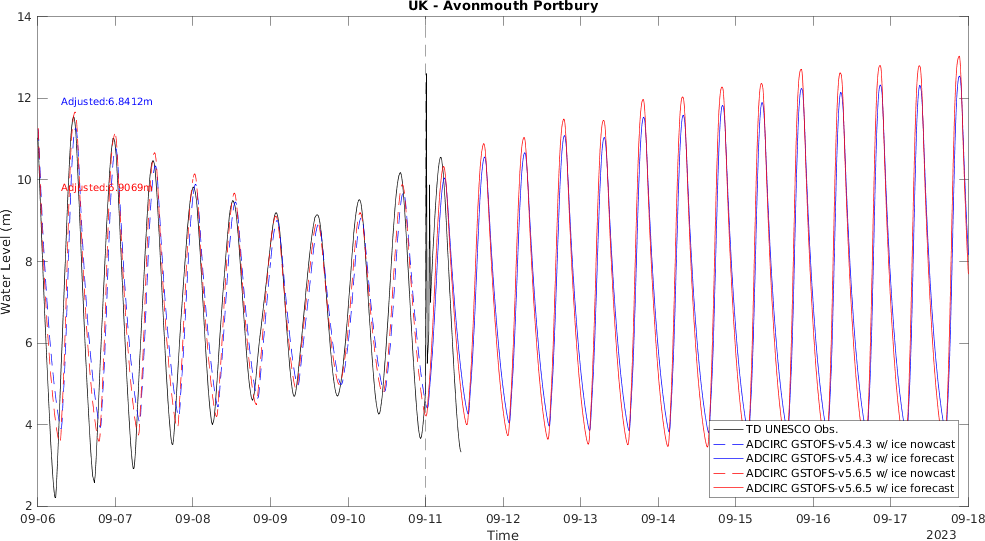 UK - Avonmouth Portbury
14
12
10
8
6
4
2
Water Level (m)
Adjusted:6.8412m
Adjusted:6.9069m
TD UNESCO Obs.
ADCIRC GSTOFS-v5.4.3 w/ ice nowcast
ADCIRC GSTOFS-v5.4.3 w/ ice forecast
ADCIRC GSTOFS-v5.6.5 w/ ice nowcast
ADCIRC GSTOFS-v5.6.5 w/ ice forecast
09-06 09-07 09-08 09-09 09-10 09-11 09-12 09-13 09-14 09-15 09-16 09-17 09-18
Time
2023